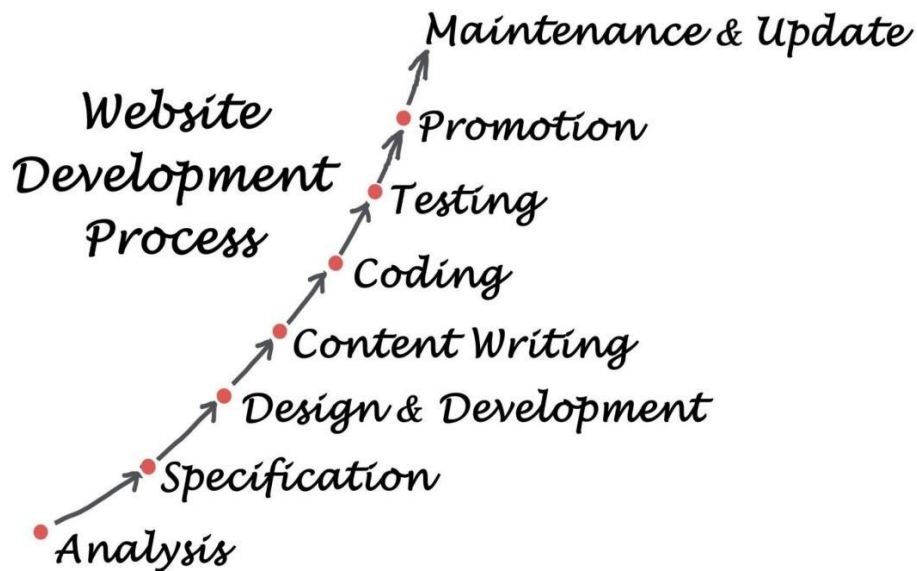 Maintenance & Update
Website
Development
Process
Promotion
Testing
Coding
Content Writing
Design & Development
Specification
Analysis